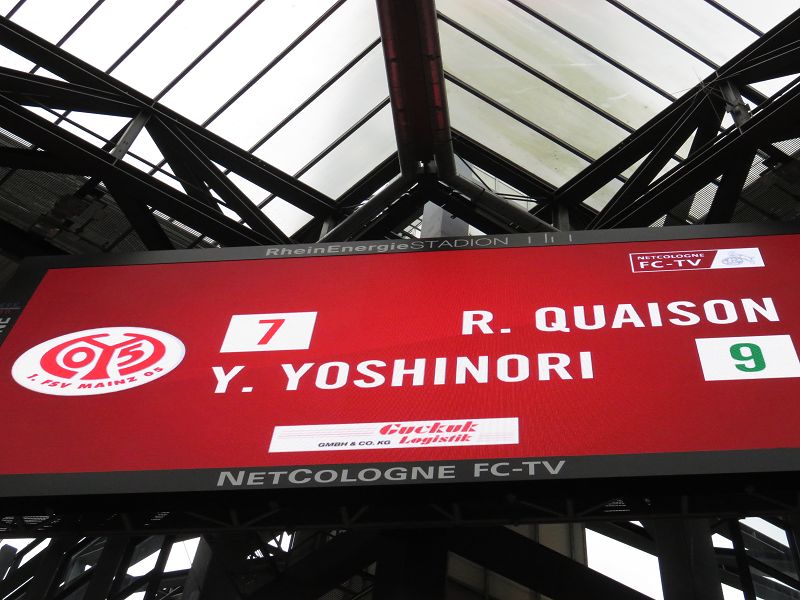 RheinEnergieSTADION
NETCOLOGNE
FC-TV
7
R. QUAISON
Y. YOSHINORI
9
1. FSV MAINZ 05
Guckuk
GMBH & CO. KG Logistik
NETCOLOGNE FC-TV